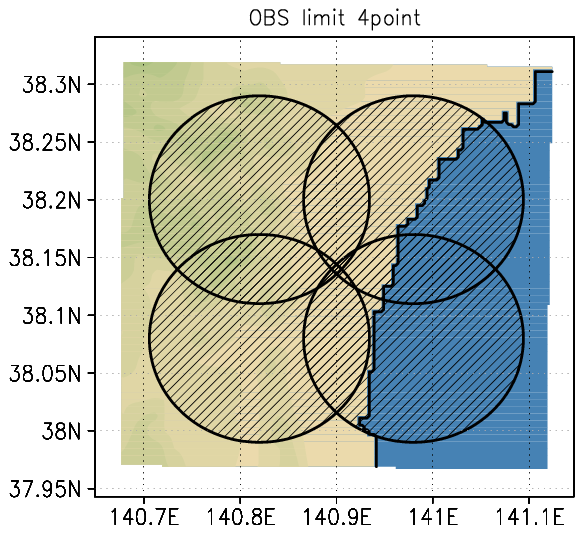 OBS limit 4point
38.3N
38.25N
38.2N
38.15N
38.1N
38.05N
38N
37.95N
140.7E 140.8E 140.9E 141E 141.1E